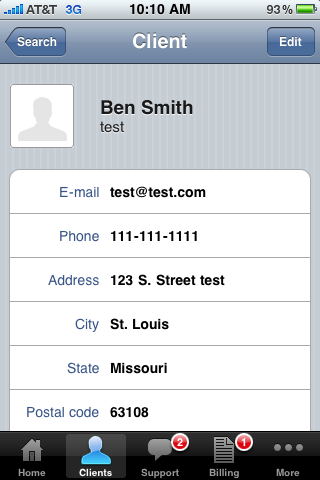 AT&T 3G 10:10 AM 93%
Search Client Edit
Ben Smith
test
E-mail test@test.com
Phone 111-111-1111
Address 123 S. Street test
City St. Louis
State Missouri
Postal code 63108
2 1
Home Clients Support Billing More